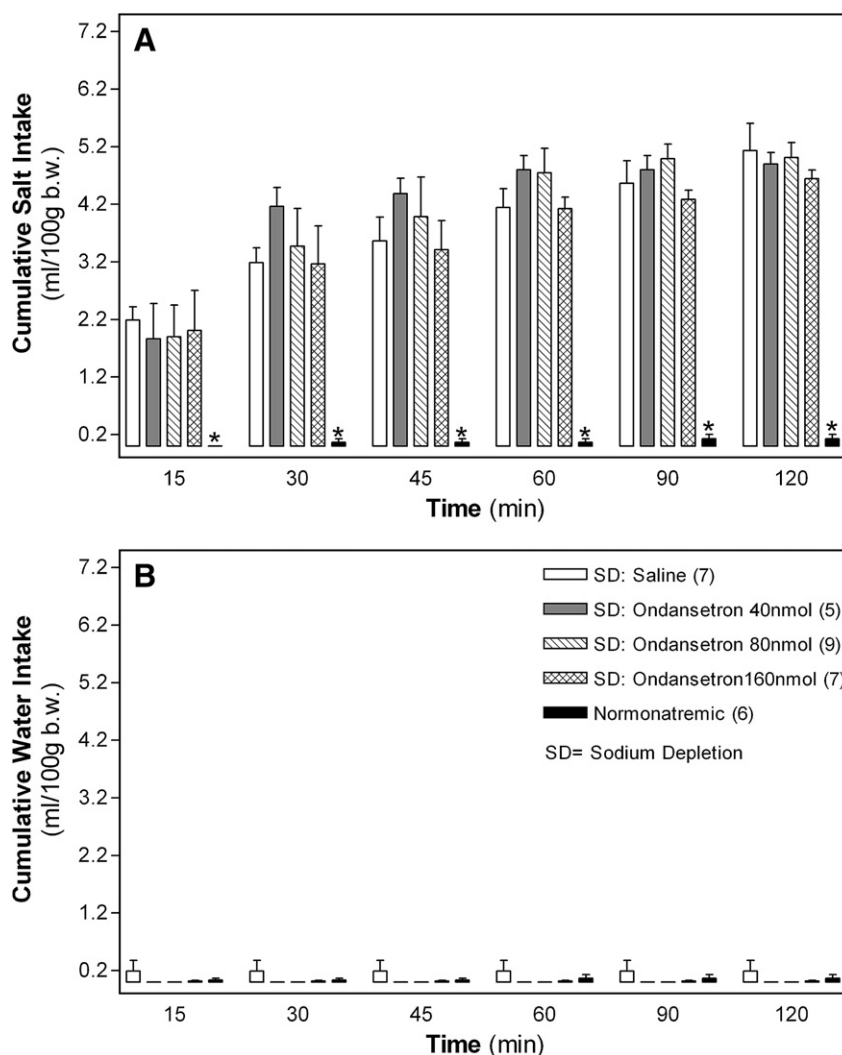 A
Cumulative Salt Intake
(ml/100g b.w.)
7.2
6.2
5.2
4.2
3.2
2.2
1.2
0.2
* * * * * *
15 30 45 60 90 120
Time (min)
B
Cumulative Water Intake
(ml/100g b.w.)
7.2
6.2
5.2
4.2
3.2
2.2
1.2
0.2
SD: Saline (7)
SD: Ondansetron 40nmol (5)
SD: Ondansetron 80nmol (9)
SD: Ondansetron160nmol (7)
Normonatremic (6)
SD= Sodium Depletion
15 30 45 60 90 120
Time (min)